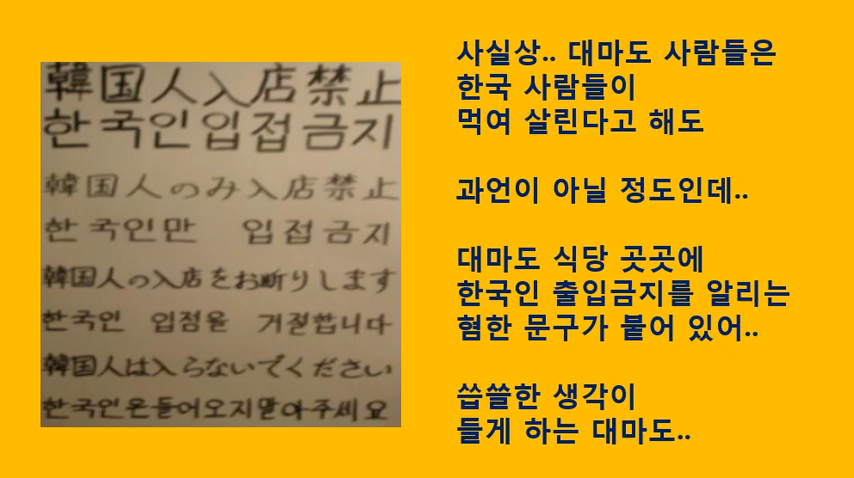 韓国人入店禁止
한국인입접금지
韓国人のみ入店禁止
한국인만 입접금지
韓国人の入店をお断りします
한국인 입점을 거절합니다
韓国人は入らないでください
한국인은들어오지말아주세요
사실상.. 대마도 사람들은
한국 사람들이
먹여 살린다고 해도
과언이 아닐 정도인데..
대마도 식당 곳곳에
한국인 출입금지를 알리는
혐한 문구가 붙어 있어..
씁쓸한 생각이
들게 하는 대마도..